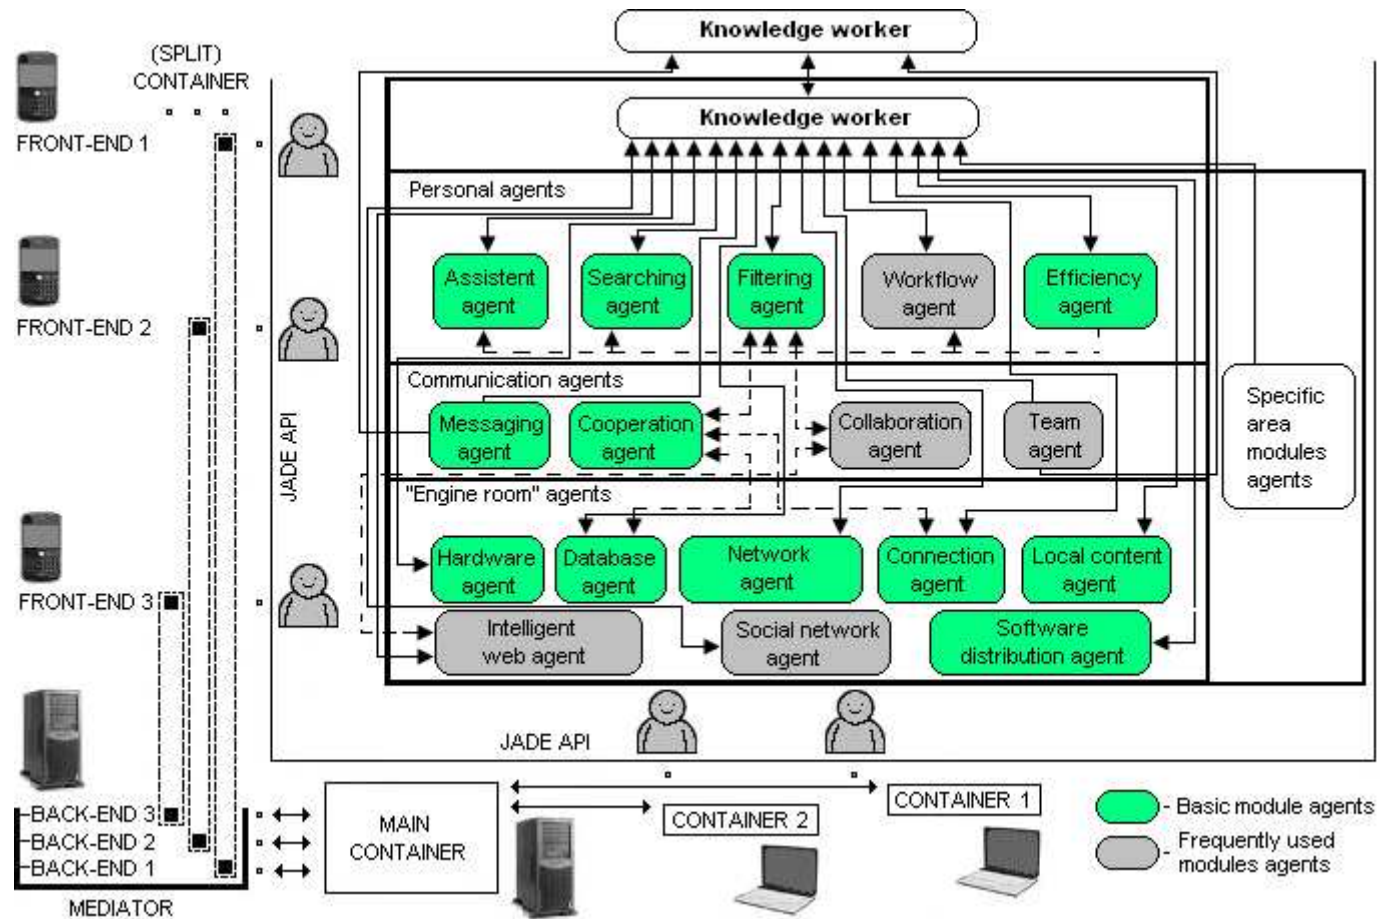 Knowledge worker
(SPLIT)
CONTAINER
Knowledge worker
FRONT-END 1
Personal agents
Assistent
agent
Searching
agent
Filtering
agent
Workflow
agent
Efficiency
agent
FRONT-END 2
Communication agents
Specific
area
modules
agents
Messaging
agent
Cooperation
agent
Collaboration
agent
Team
agent
JADE API
"Engine room" agents
Hardware
agent
Database
agent
Network
agent
Connection
agent
Local content
agent
FRONT-END 3
Intelligent
web agent
Social network
agent
Software
distribution agent
JADE API
BACK-END 3
BACK-END 2
BACK-END 1
MEDIATOR
MAIN
CONTAINER
CONTAINER 1
CONTAINER 2
- Basic module agents
- Frequently used
modules agents